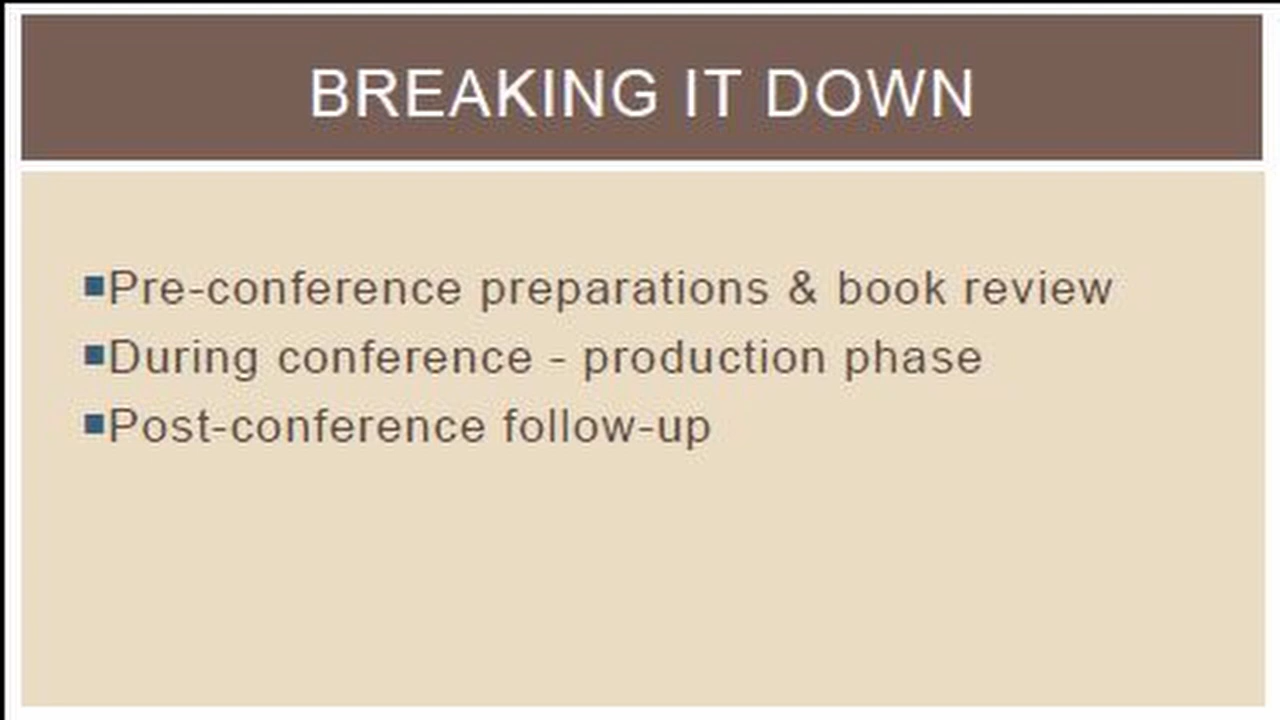 BREAKING IT DOWN
■Pre-conference preparations & book review
■During conference - production phase
■Post-conference follow-up